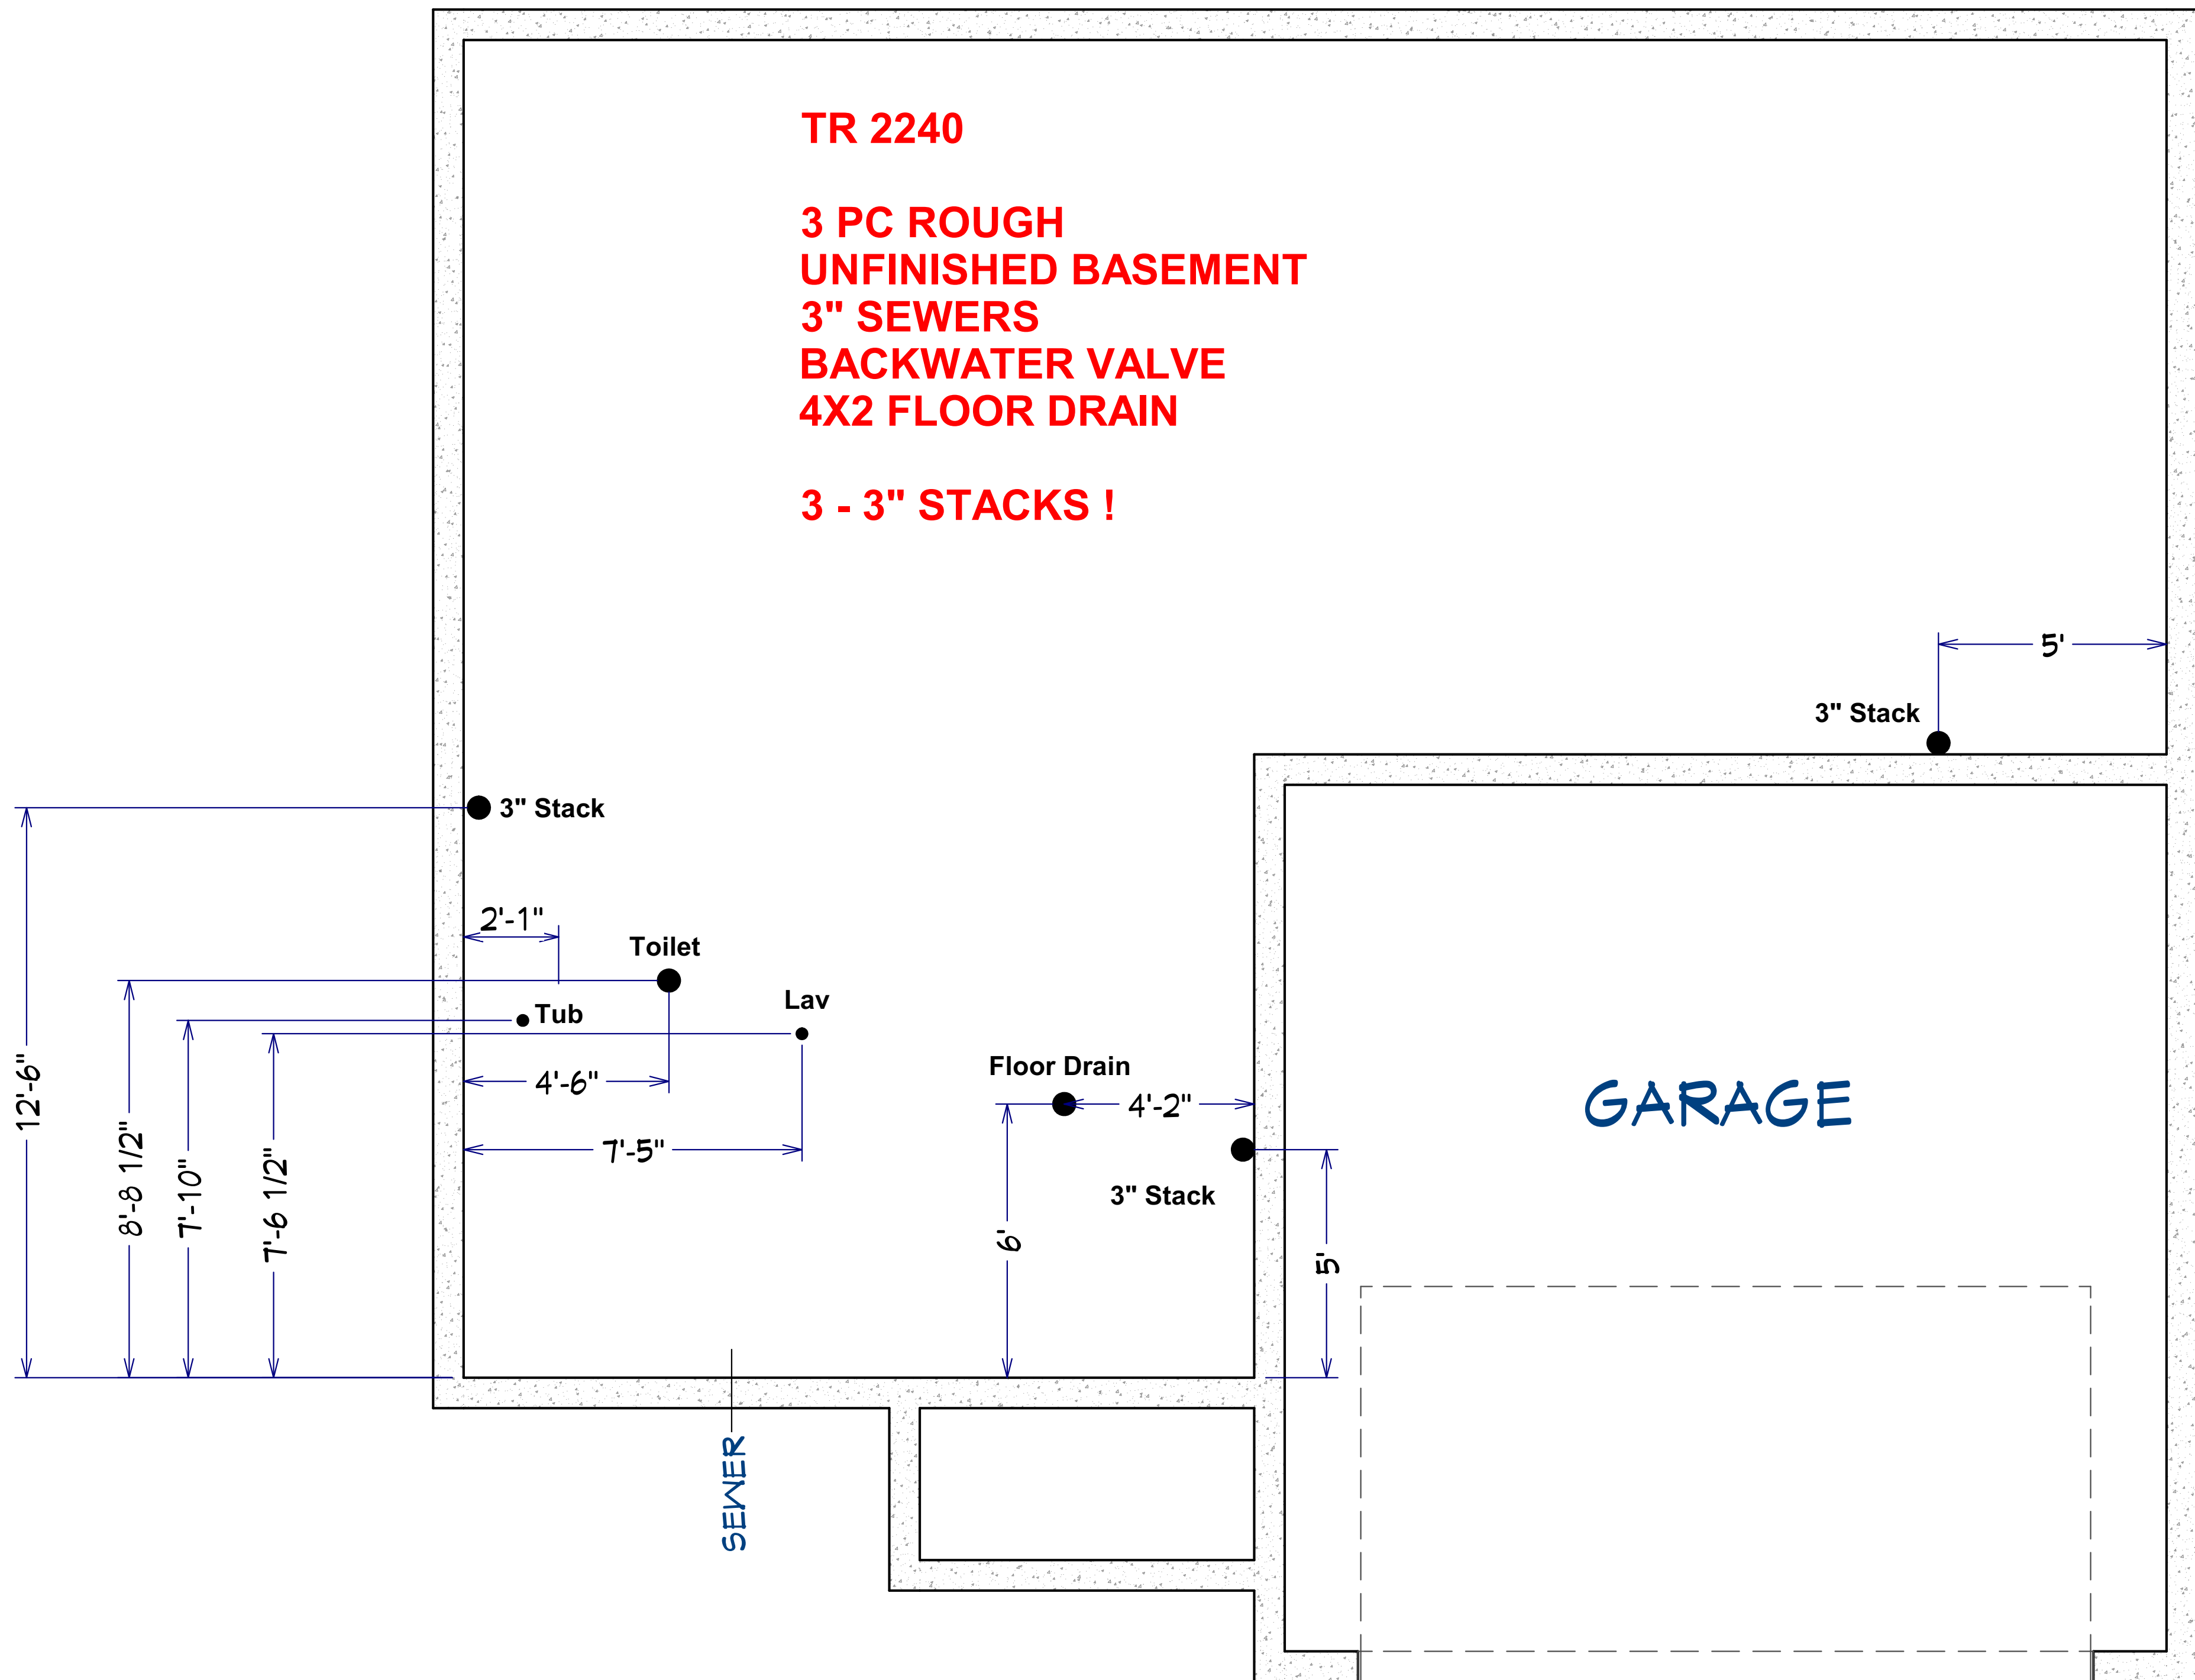 TR 2240
3 PC ROUGH
UNFINISHED BASEMENT
3" SEWERS
BACKWATER VALVE
4X2 FLOOR DRAIN
3 - 3" STACKS !
5'
3" Stack
3" Stack
2'-1"
Toilet
Lav
Tub
Floor Drain
4'-6"
4'-2"
GARAGE
12'-6"
8'-8 1/2"
7'-10"
7'-6 1/2"
7'-5"
3" Stack
6'
5'
SEWER